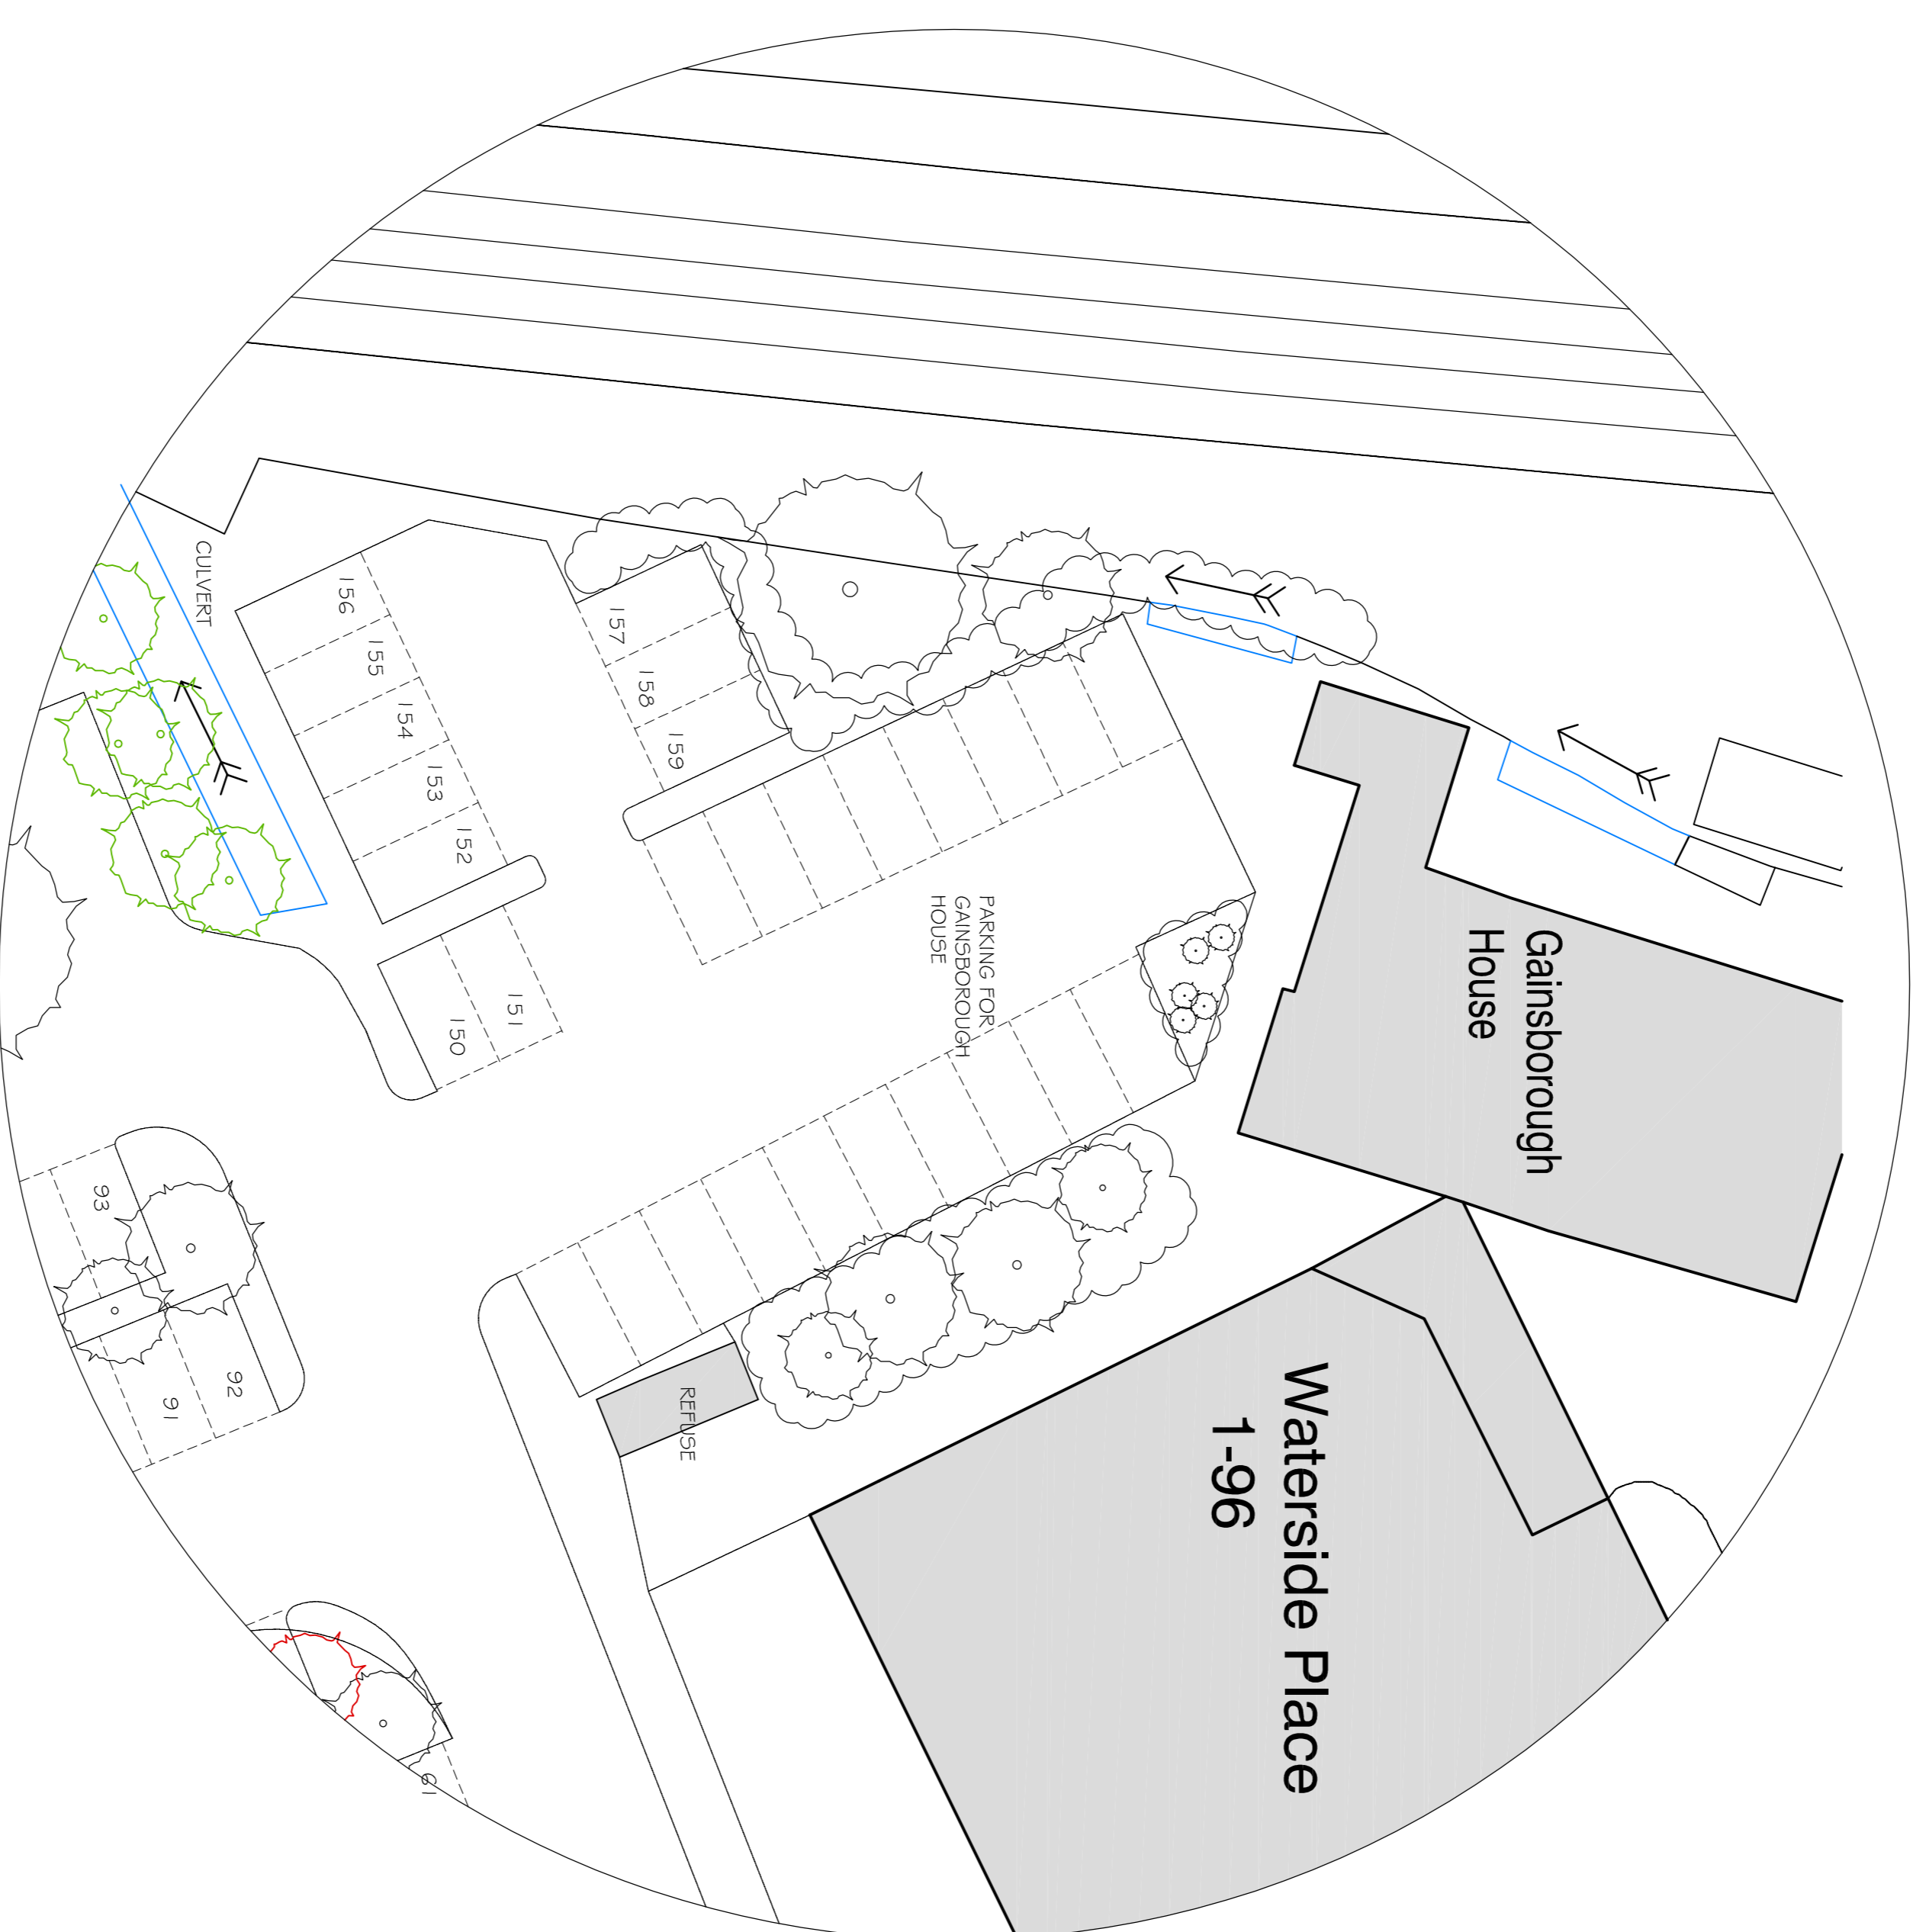 CULVERT
156
155
154
153
152
151
150
157
158
159
PARKING FOR
GAINSBOROUGH
HOUSE
Gainsborough
House
Waterside Place
1-96
REFUSE
93
92
91
61